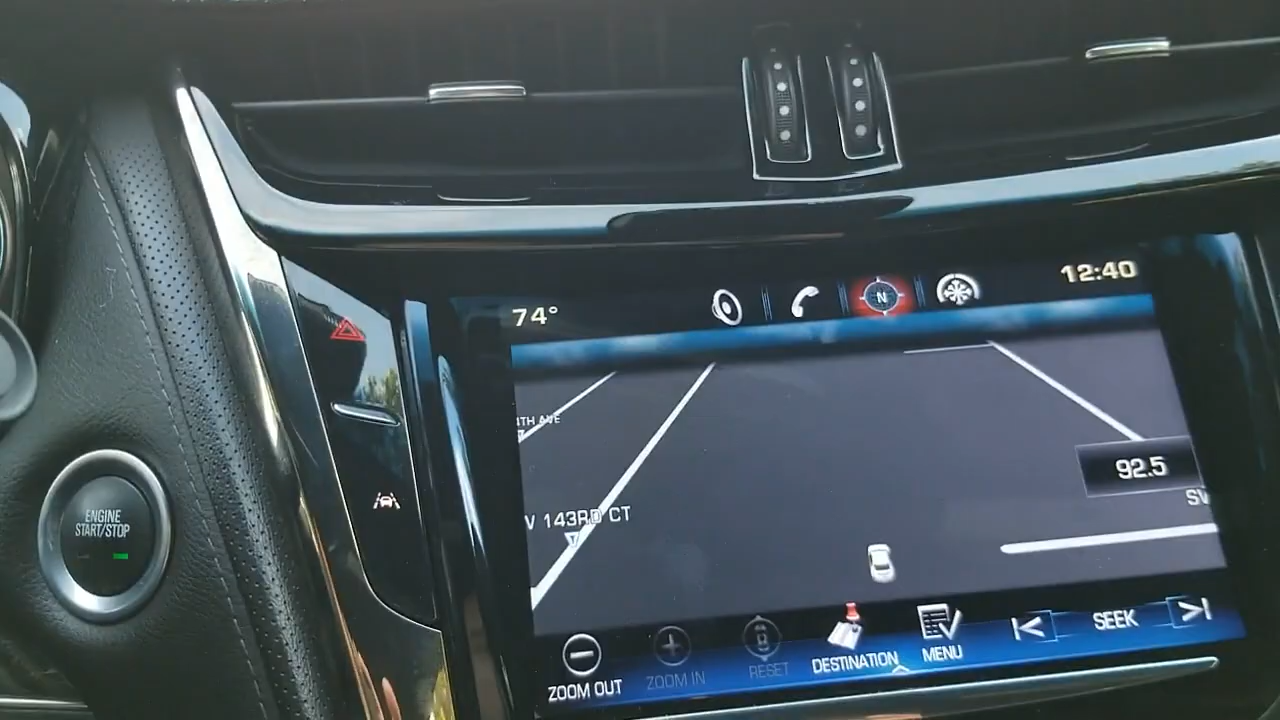 74°
N
12:40
4TH AVE
92.5
SV
V 143RD CT
ENGINE
START/STOP
ZOOM OUT
ZOOM IN
RESET
DESTINATION
MENU
SEEK